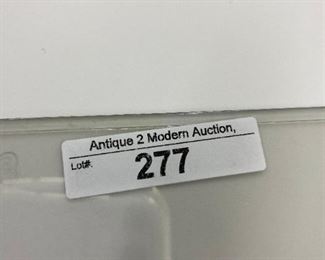 Antique 2 Modern Auction,
Lot#:
277